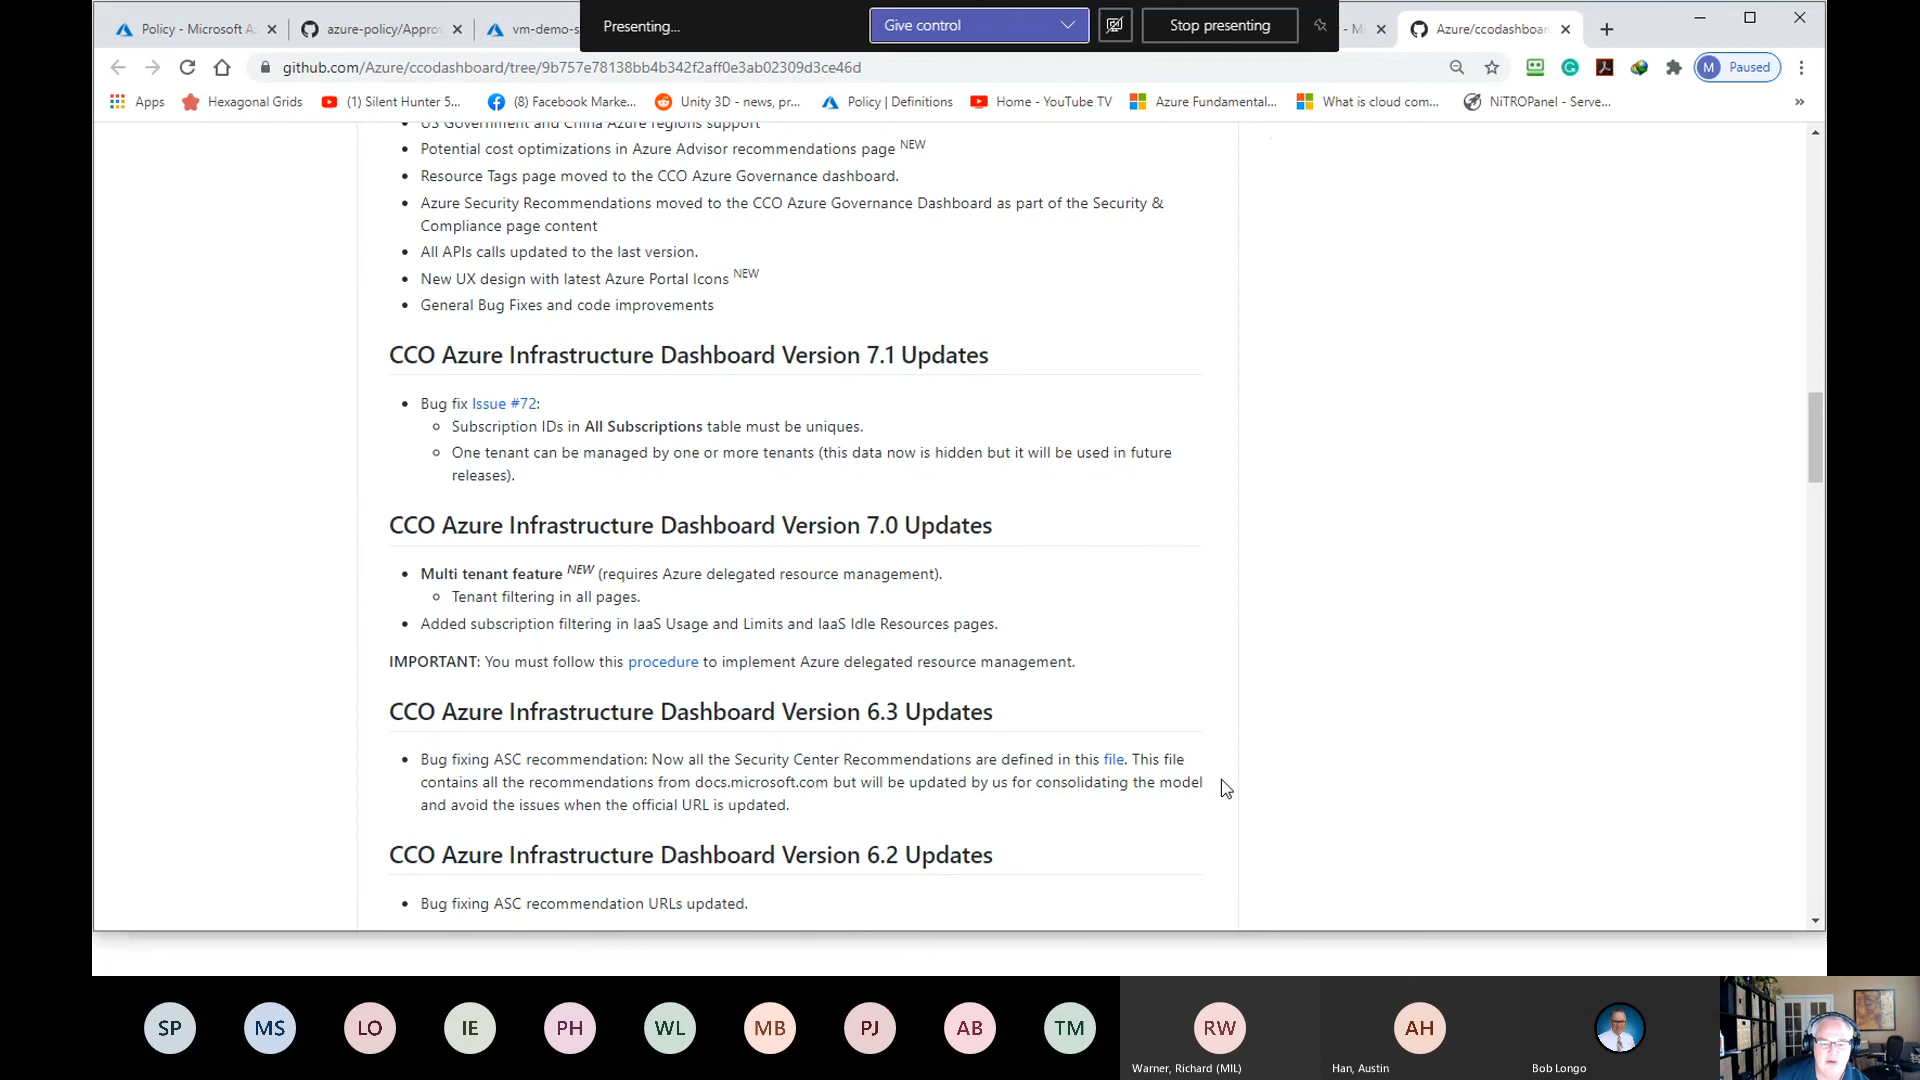 Policy - Microsoft A
azure-policy/Appro
vm-demo-s
Presenting...
Give control
Stop presenting
- Mi
Azure/ccodashboar
github.com/Azure/ccodashboard/tree/9b757e78138bb4b342f2aff0e3ab02309d3ce46d
M Paused
Apps
Hexagonal Grids
(1) Silent Hunter 5...
(8) Facebook Marke...
Unity 3D - news, pr...
Policy | Definitions
Home - YouTube TV
Azure Fundamental...
What is cloud com...
NiTROPanel - Serve...
»
US Government and China Azure regions support
Potential cost optimizations in Azure Advisor recommendations page NEW
Resource Tags page moved to the CCO Azure Governance dashboard.
Azure Security Recommendations moved to the CCO Azure Governance Dashboard as part of the Security &
Compliance page content
All APIs calls updated to the last version.
New UX design with latest Azure Portal Icons NEW
General Bug Fixes and code improvements
CCO Azure Infrastructure Dashboard Version 7.1 Updates
Bug fix Issue #72:
Subscription IDs in All Subscriptions table must be uniques.
One tenant can be managed by one or more tenants (this data now is hidden but it will be used in future
releases).
CCO Azure Infrastructure Dashboard Version 7.0 Updates
Multi tenant feature NEW (requires Azure delegated resource management).
Tenant filtering in all pages.
Added subscription filtering in IaaS Usage and Limits and IaaS Idle Resources pages.
IMPORTANT: You must follow this procedure to implement Azure delegated resource management.
CCO Azure Infrastructure Dashboard Version 6.3 Updates
Bug fixing ASC recommendation: Now all the Security Center Recommendations are defined in this file. This file
contains all the recommendations from docs.microsoft.com but will be updated by us for consolidating the model
and avoid the issues when the official URL is updated.
CCO Azure Infrastructure Dashboard Version 6.2 Updates
Bug fixing ASC recommendation URLs updated.
SP
MS
LO
IE
PH
WL
MB
PJ
AB
TM
RW
AH
Warner, Richard (MIL)
Han, Austin
Bob Longo